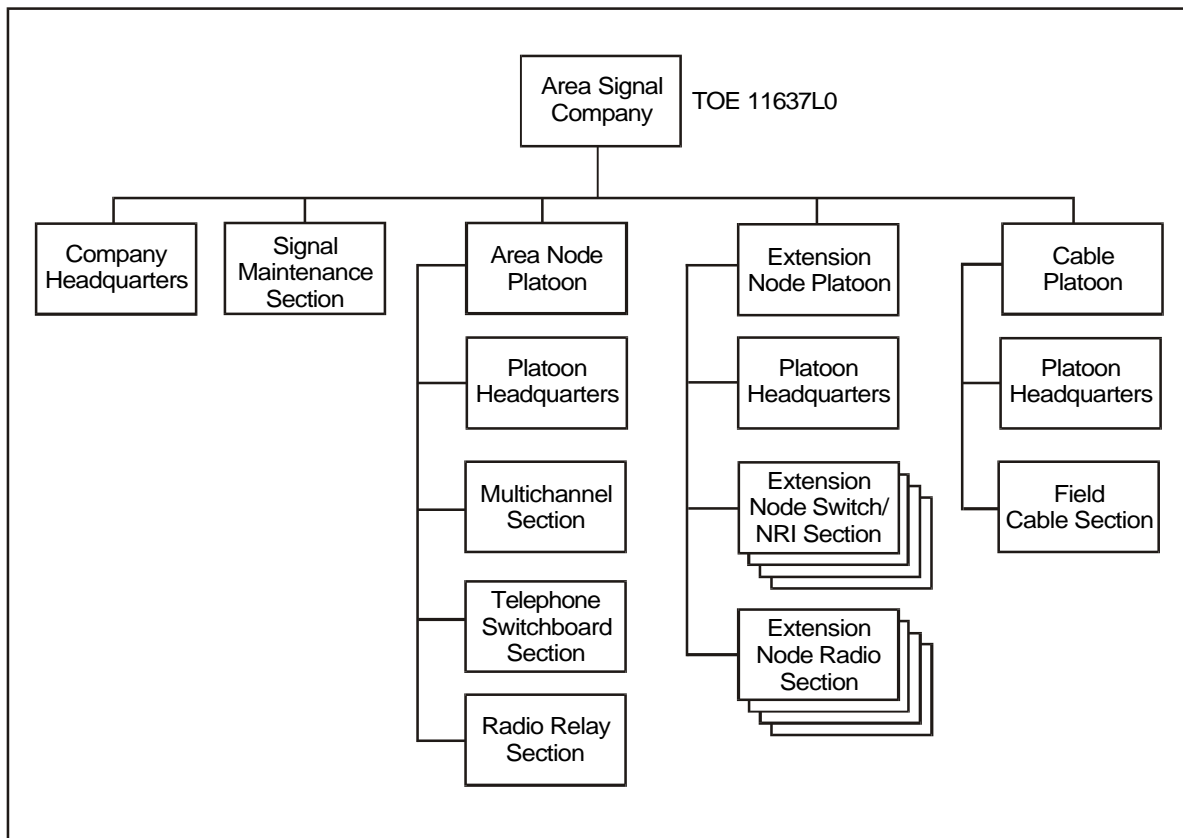 Area Signal
Company
TOE 11637L0
Company
Headquarters
Signal
Maintenance
Section
Area Node
Platoon
Platoon
Headquarters
Multichannel
Section
Telephone
Switchboard
Section
Radio Relay
Section
Extension
Node Platoon
Platoon
Headquarters
Extension
Node Switch/
NRI Section
Extension
Node Radio
Section
Cable
Platoon
Platoon
Headquarters
Field
Cable Section